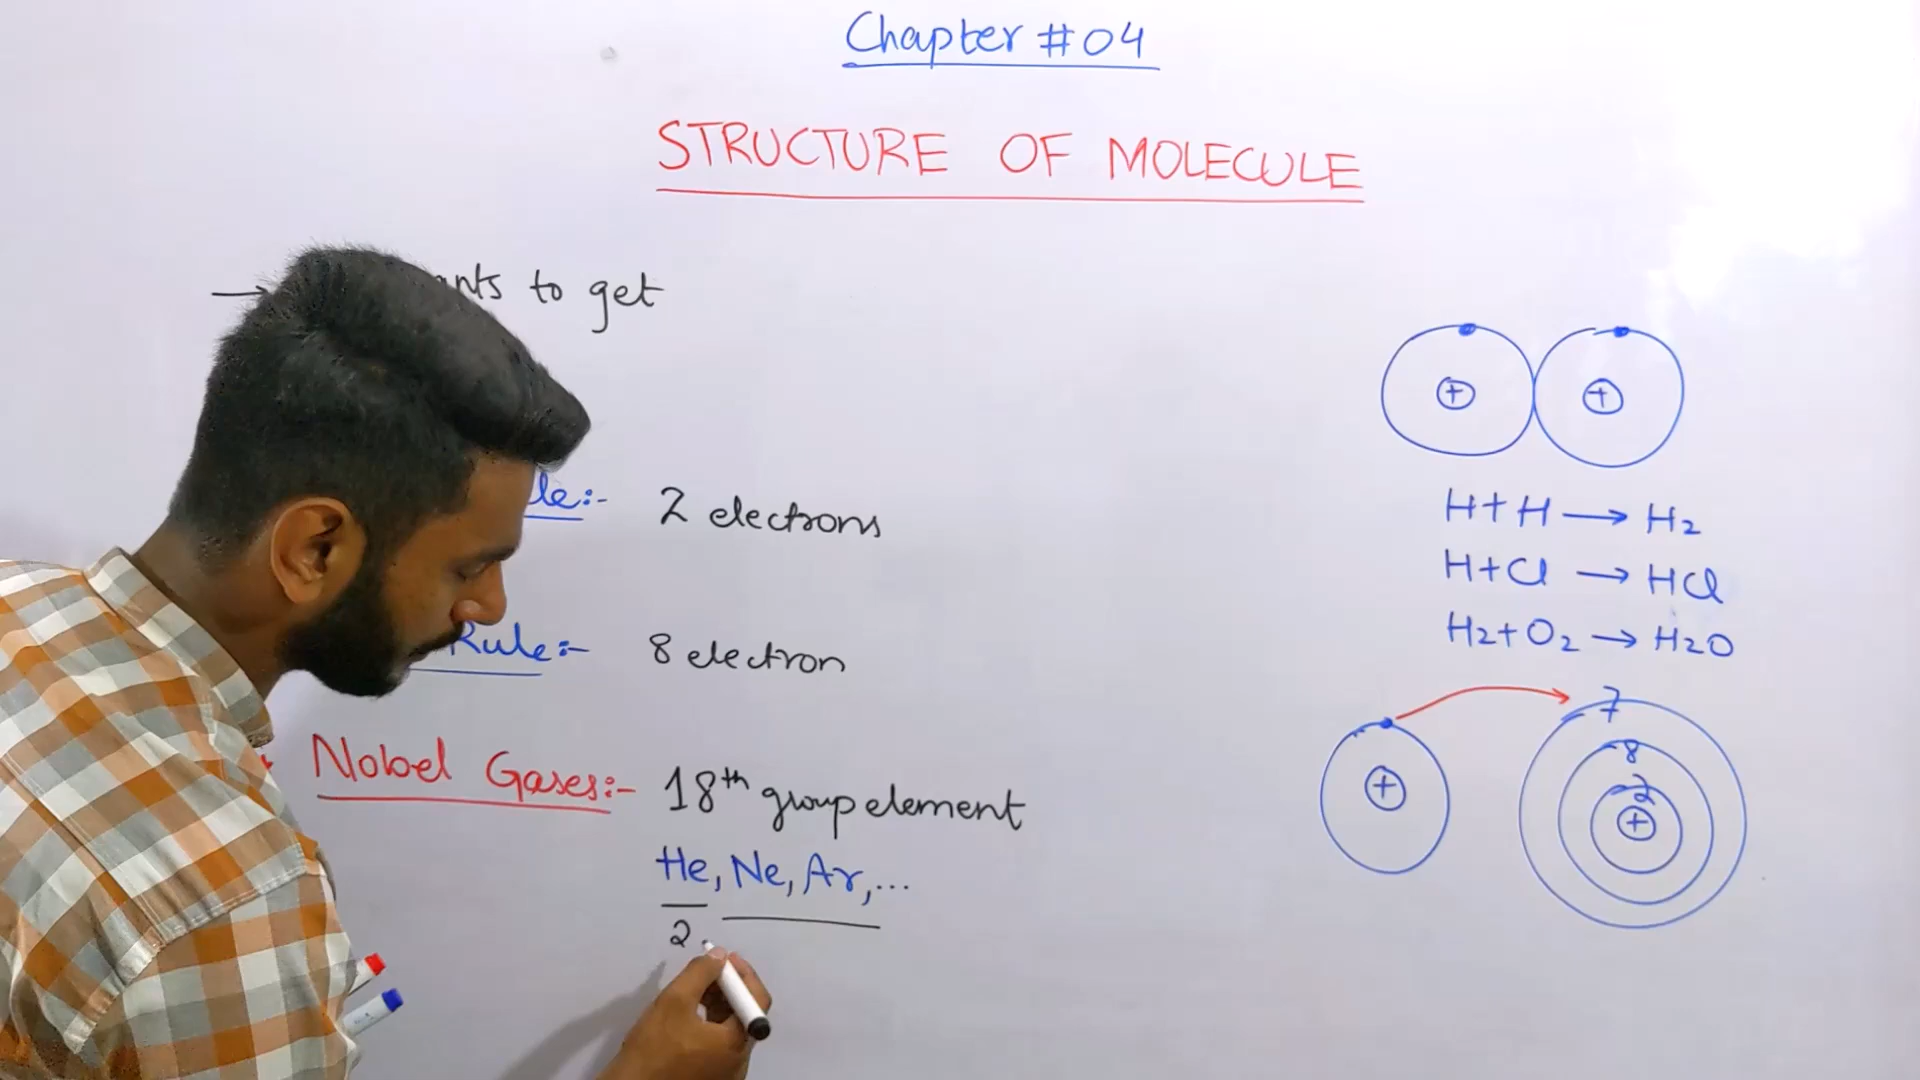 Chapter #04
STRUCTURE OF MOLECULE
→ to get
2 electrons
Rule:- 8 electron
Nobel Gases:- 18th group element
He, Ne, Ar,...
2
+ +
H+H → H2
H+Cl → HCl
H2+O2 → H2O
7
8
2
+ +